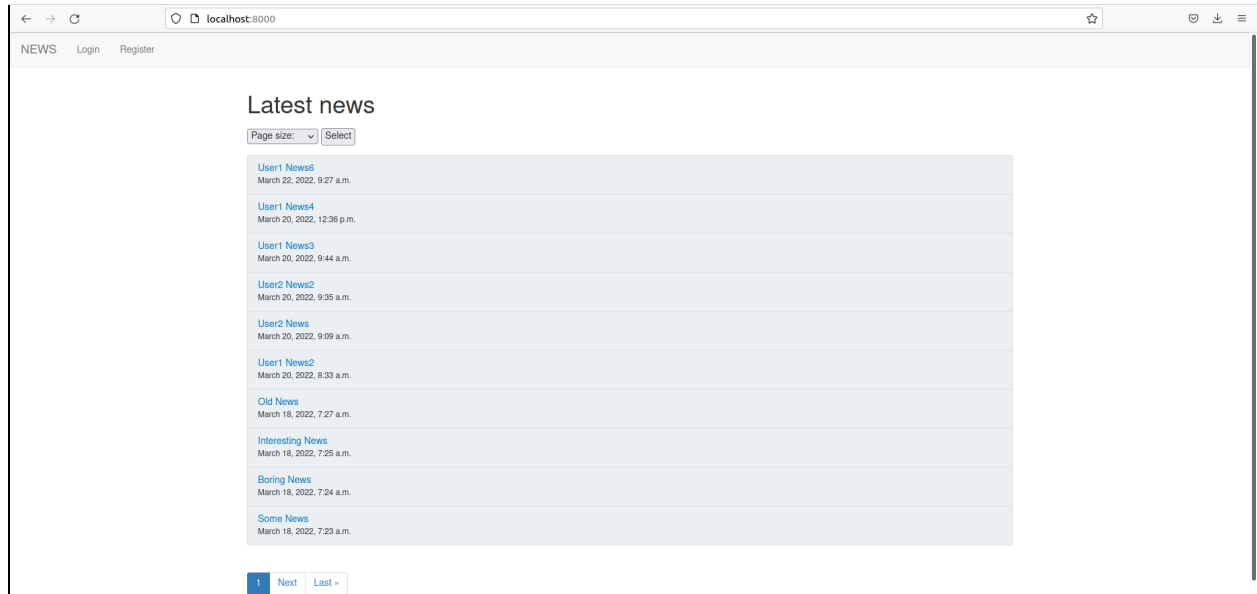 localhost:8000
NEWS Login Register
Latest news
Page size: Select
User1 News6
March 22, 2022, 9:27 a.m.
User1 News4
March 20, 2022, 12:36 p.m.
User1 News3
March 20, 2022, 9:44 a.m.
User2 News2
March 20, 2022, 9:35 a.m.
User2 News
March 20, 2022, 9:09 a.m.
User1 News2
March 20, 2022, 8:33 a.m.
Old News
March 18, 2022, 7:27 a.m.
Interesting News
March 18, 2022, 7:25 a.m.
Boring News
March 18, 2022, 7:24 a.m.
Some News
March 18, 2022, 7:23 a.m.
1 Next Last »